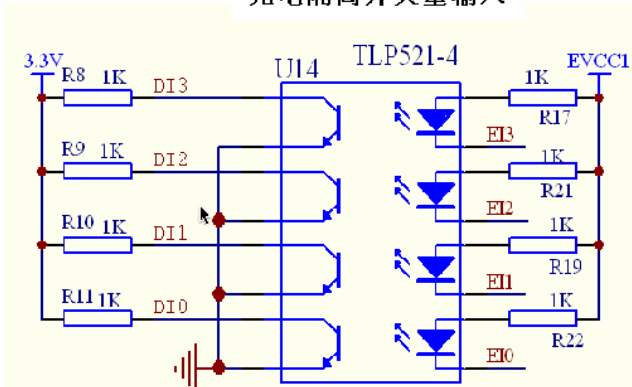 3.3V
U14
TLP521-4
EVCC1
R8 1K DI3
1K
R17
EI3
R9 1K DI2
1K
R21
EI2
R10 1K DI1
1K
R19
EI1
R11 1K DI0
1K
R22
EI0